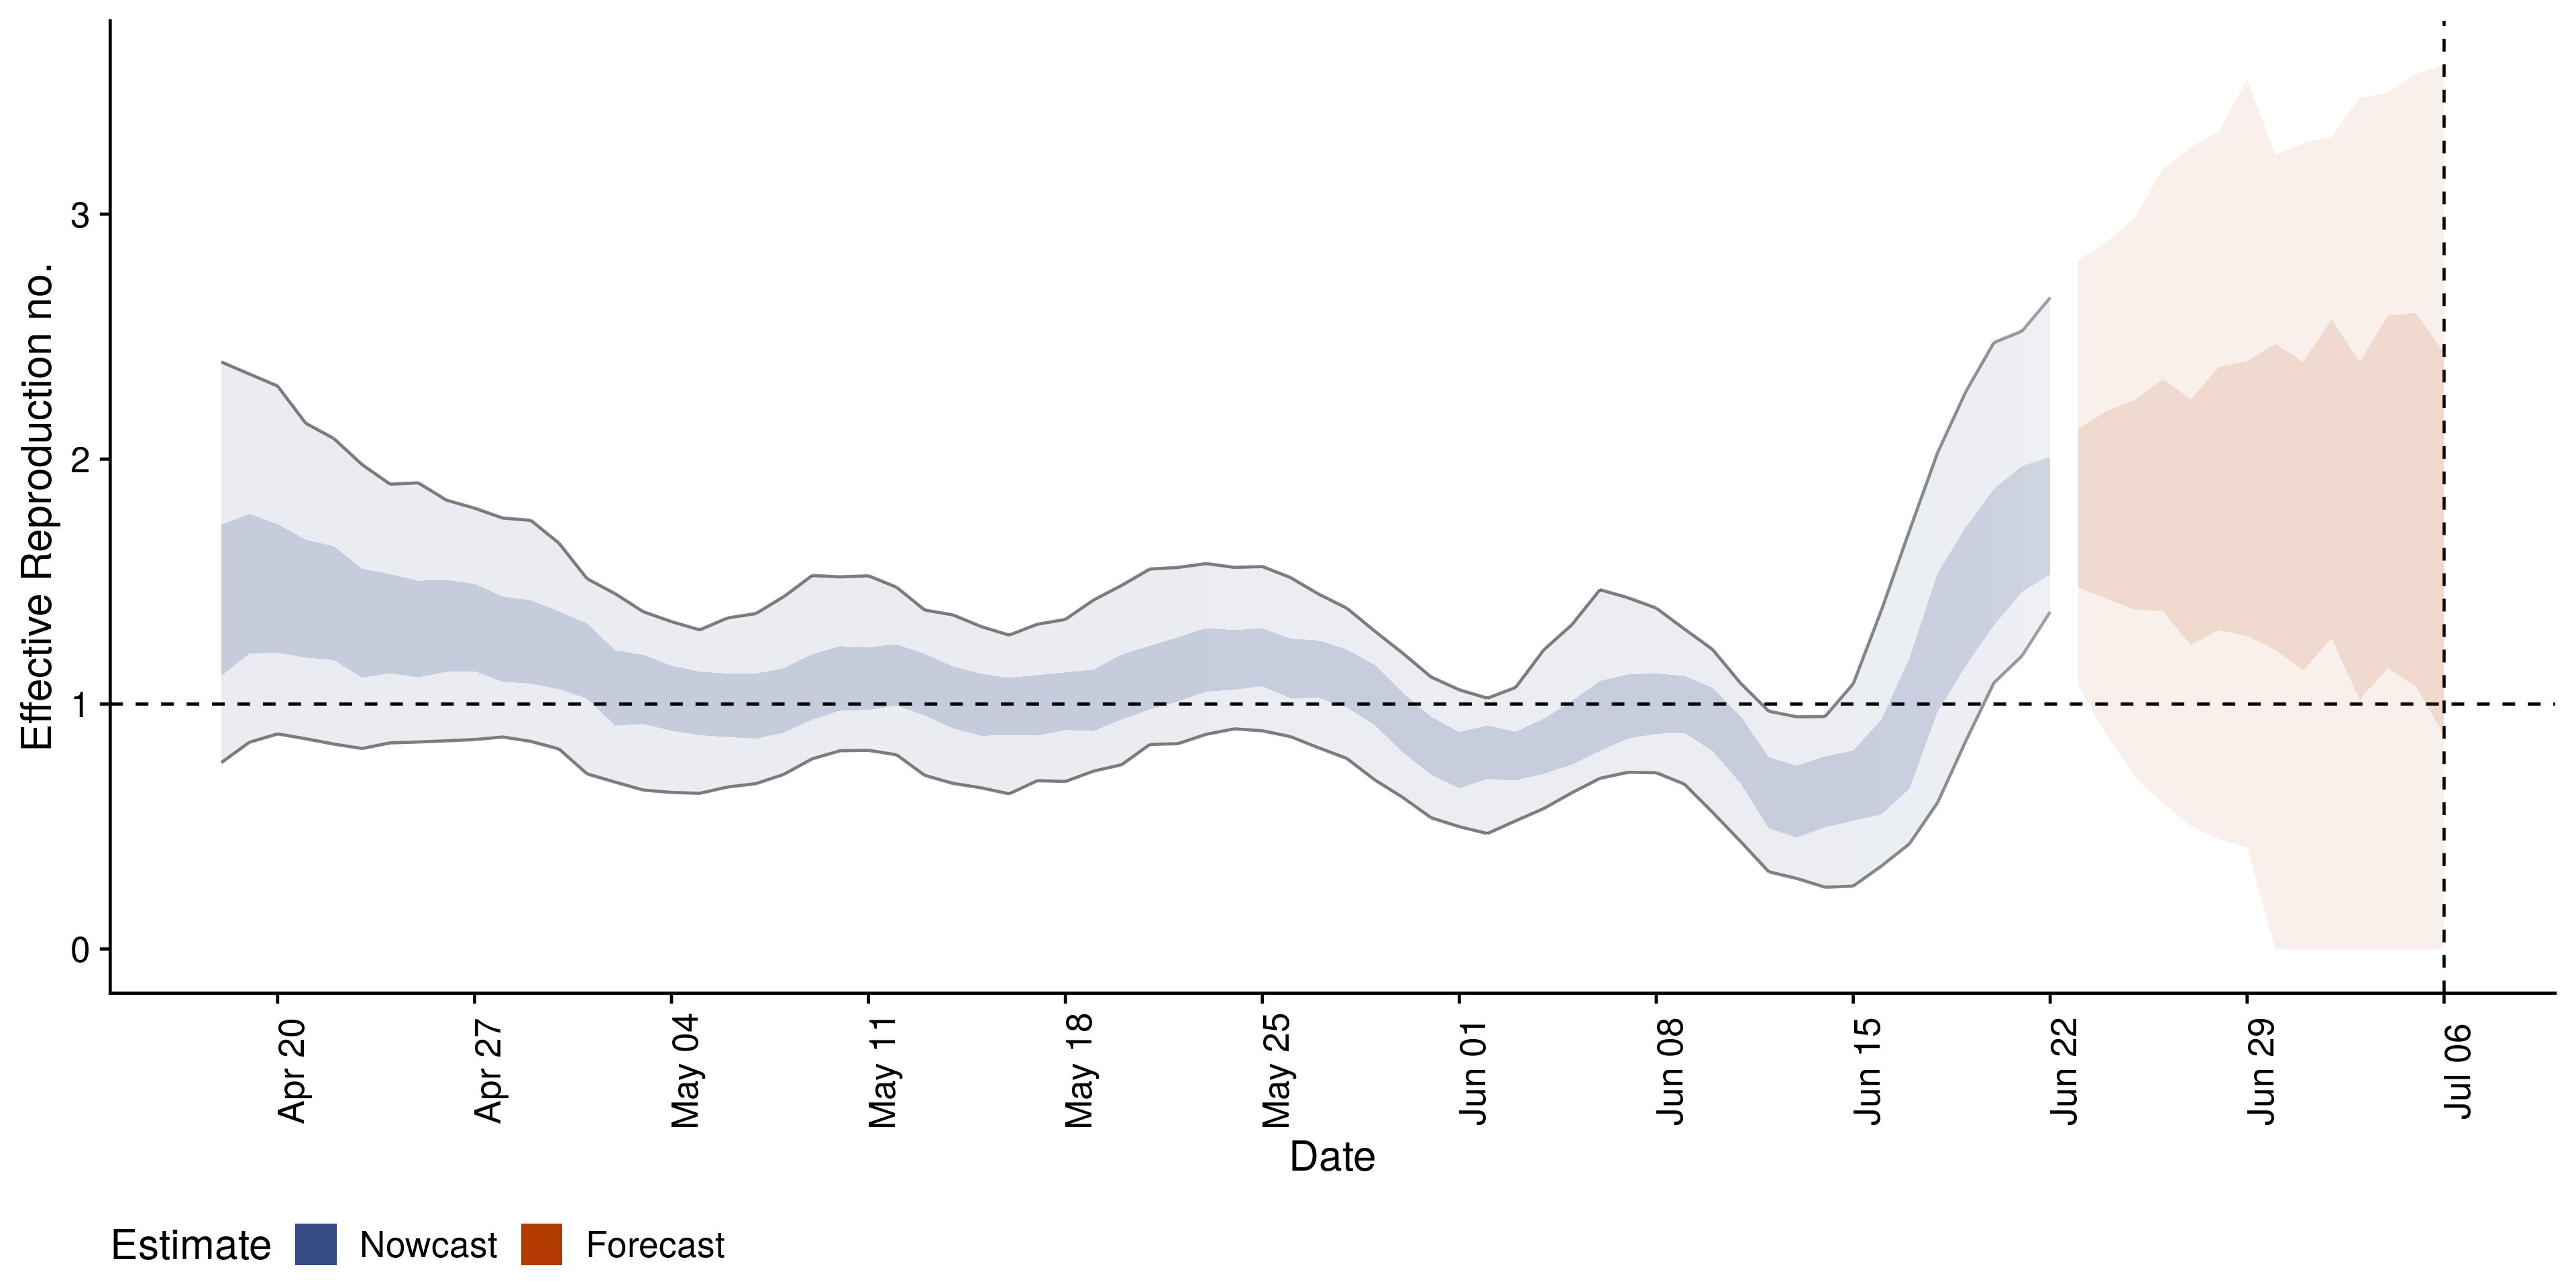 Effective Reproduction no.
3
2
1
0
Apr 20
Apr 27
May 04
May 11
May 18
May 25
Jun 01
Jun 08
Jun 15
Jun 22
Jun 29
Jul 06
Date
Estimate Nowcast Forecast